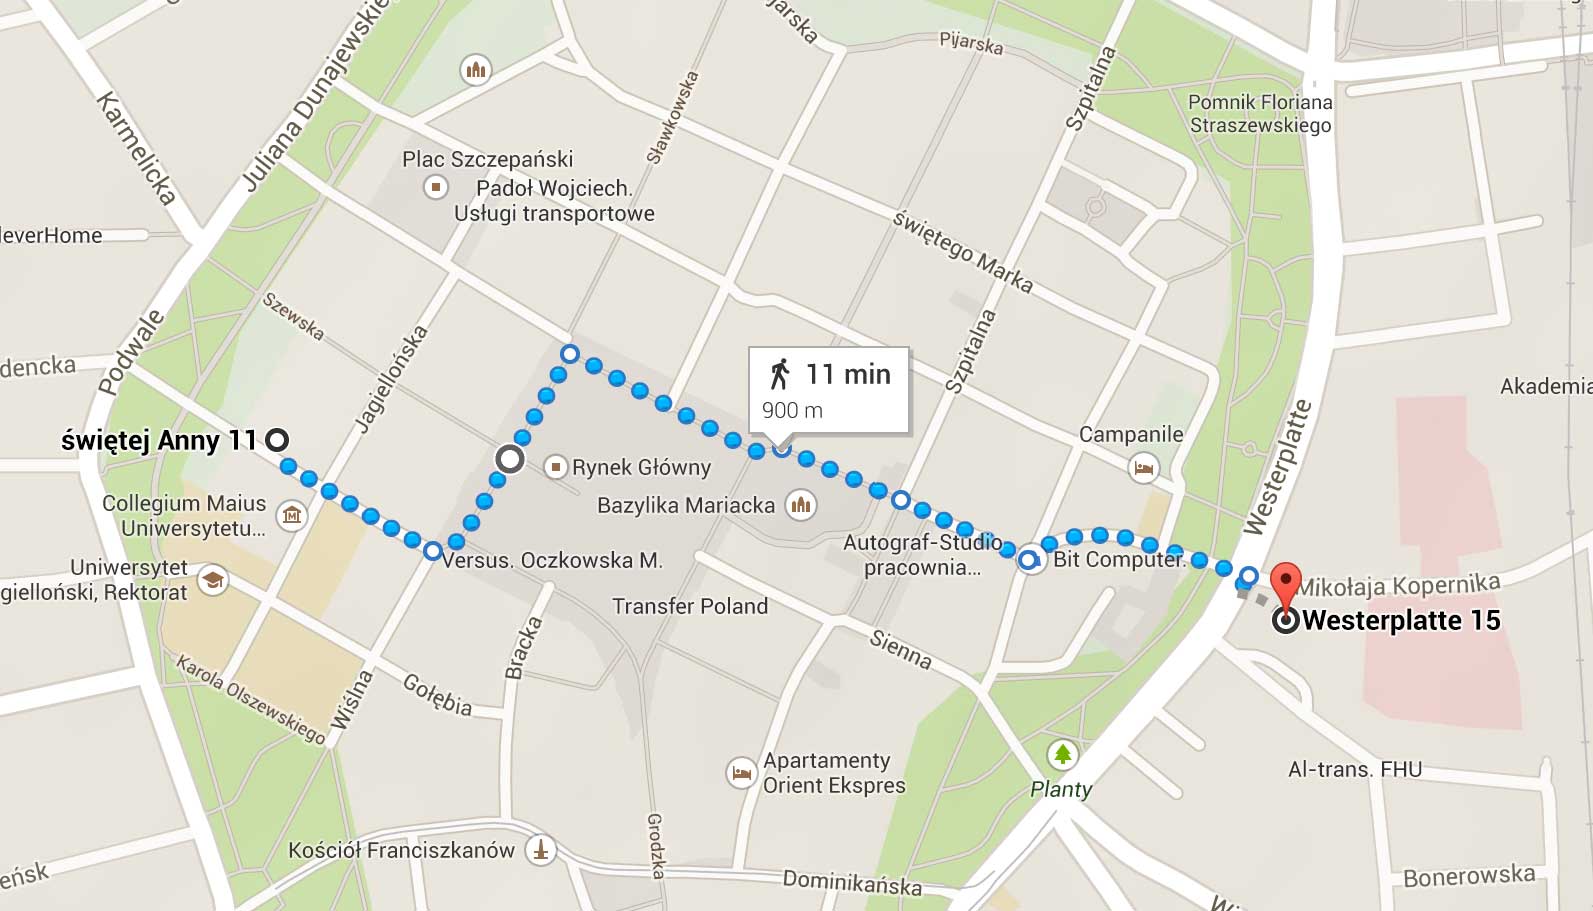 jarska
Pijarska
Juliana Dunajewskie
Karmelicka
Sławkowska
Szpitalna
Pomnik Floriana
Straszewskiego
Plac Szczepański
Padoł Wojciech.
Usługi transportowe
leverHome
świętego Marka
Szewska
Podwale
Jagiellońska
Szpitalna
dencka
11 min
900 m
Akademia
Westerplatte
Campanile
świętej Anny 11
Rynek Główny
Bazylika Mariacka
Collegium Maius
Uniwersytetu...
Autograf-Studio
pracownia...
Versus. Oczkowska M.
Bit Computer.
Uniwersytet
gielloński, Rektorat
Mikołaja Kopernika
Transfer Poland
Westerplatte 15
Sienna
Bracka
Karola Olszewskiego
Wiślna
Gołębia
Apartamenty
Orient Ekspres
Planty
Al-trans. FHU
Grodzka
Kościół Franciszkanów
eńsk
Dominikańska
Bonerowska